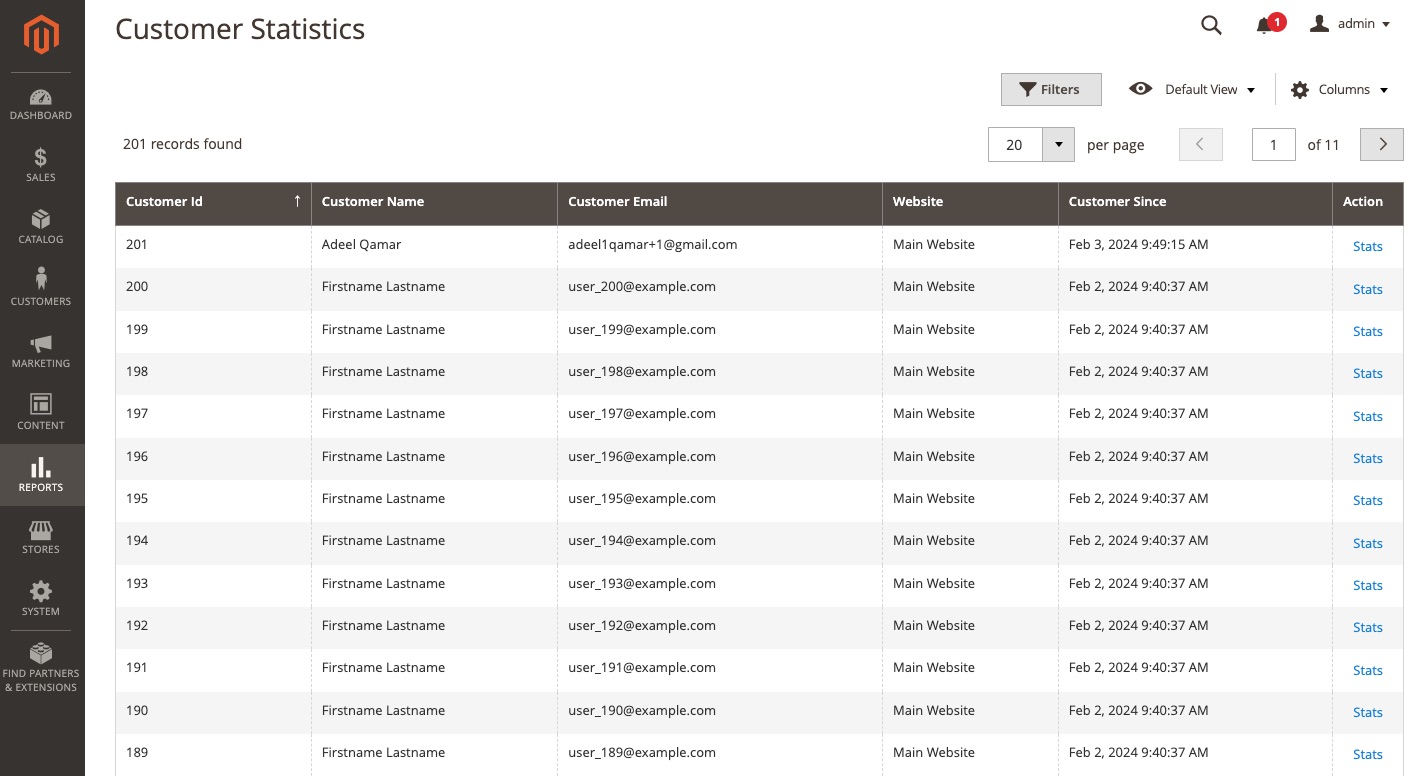 Customer Statistics
1
admin
DASHBOARD
SALES
CATALOG
CUSTOMERS
MARKETING
CONTENT
REPORTS
STORES
SYSTEM
FIND PARTNERS
& EXTENSIONS
Filters
Default View
Columns
201 records found
20 per page 1 of 11
Customer Id ↑ Customer Name Customer Email Website Customer Since Action
201 Adeel Qamar adeel1qamar+1@gmail.com Main Website Feb 3, 2024 9:49:15 AM Stats
200 Firstname Lastname user_200@example.com Main Website Feb 2, 2024 9:40:37 AM Stats
199 Firstname Lastname user_199@example.com Main Website Feb 2, 2024 9:40:37 AM Stats
198 Firstname Lastname user_198@example.com Main Website Feb 2, 2024 9:40:37 AM Stats
197 Firstname Lastname user_197@example.com Main Website Feb 2, 2024 9:40:37 AM Stats
196 Firstname Lastname user_196@example.com Main Website Feb 2, 2024 9:40:37 AM Stats
195 Firstname Lastname user_195@example.com Main Website Feb 2, 2024 9:40:37 AM Stats
194 Firstname Lastname user_194@example.com Main Website Feb 2, 2024 9:40:37 AM Stats
193 Firstname Lastname user_193@example.com Main Website Feb 2, 2024 9:40:37 AM Stats
192 Firstname Lastname user_192@example.com Main Website Feb 2, 2024 9:40:37 AM Stats
191 Firstname Lastname user_191@example.com Main Website Feb 2, 2024 9:40:37 AM Stats
190 Firstname Lastname user_190@example.com Main Website Feb 2, 2024 9:40:37 AM Stats
189 Firstname Lastname user_189@example.com Main Website Feb 2, 2024 9:40:37 AM Stats